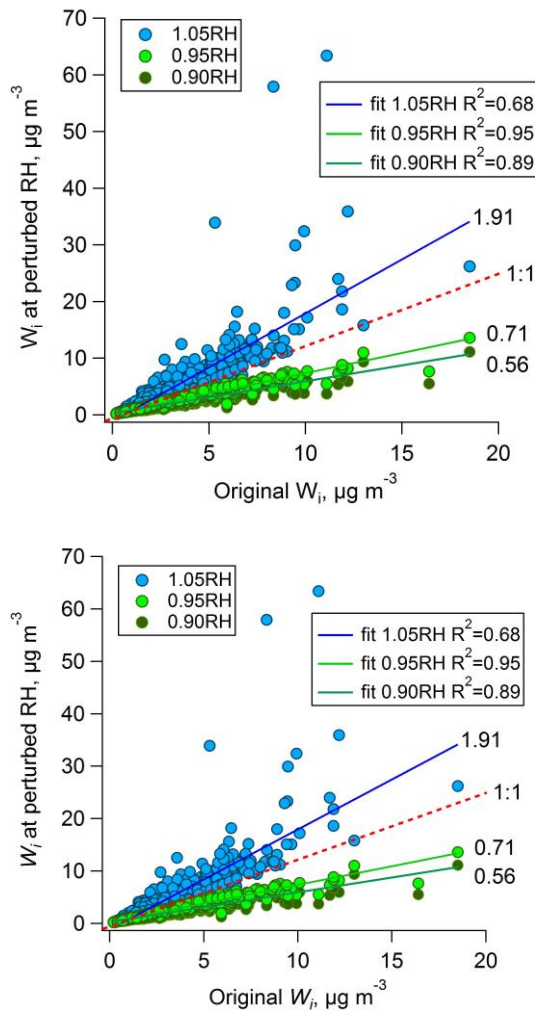 70
60
50
40
30
20
10
0
W_i at perturbed RH, µg m⁻³
1.05RH
0.95RH
0.90RH
fit 1.05RH R²=0.68
fit 0.95RH R²=0.95
fit 0.90RH R²=0.89
1.91
1:1
0.71
0.56
0 5 10 15 20
Original W_i, µg m⁻³
70
60
50
40
30
20
10
0
W_i at perturbed RH, µg m⁻³
1.05RH
0.95RH
0.90RH
fit 1.05RH R²=0.68
fit 0.95RH R²=0.95
fit 0.90RH R²=0.89
1.91
1:1
0.71
0.56
0 5 10 15 20
Original W_i, µg m⁻³